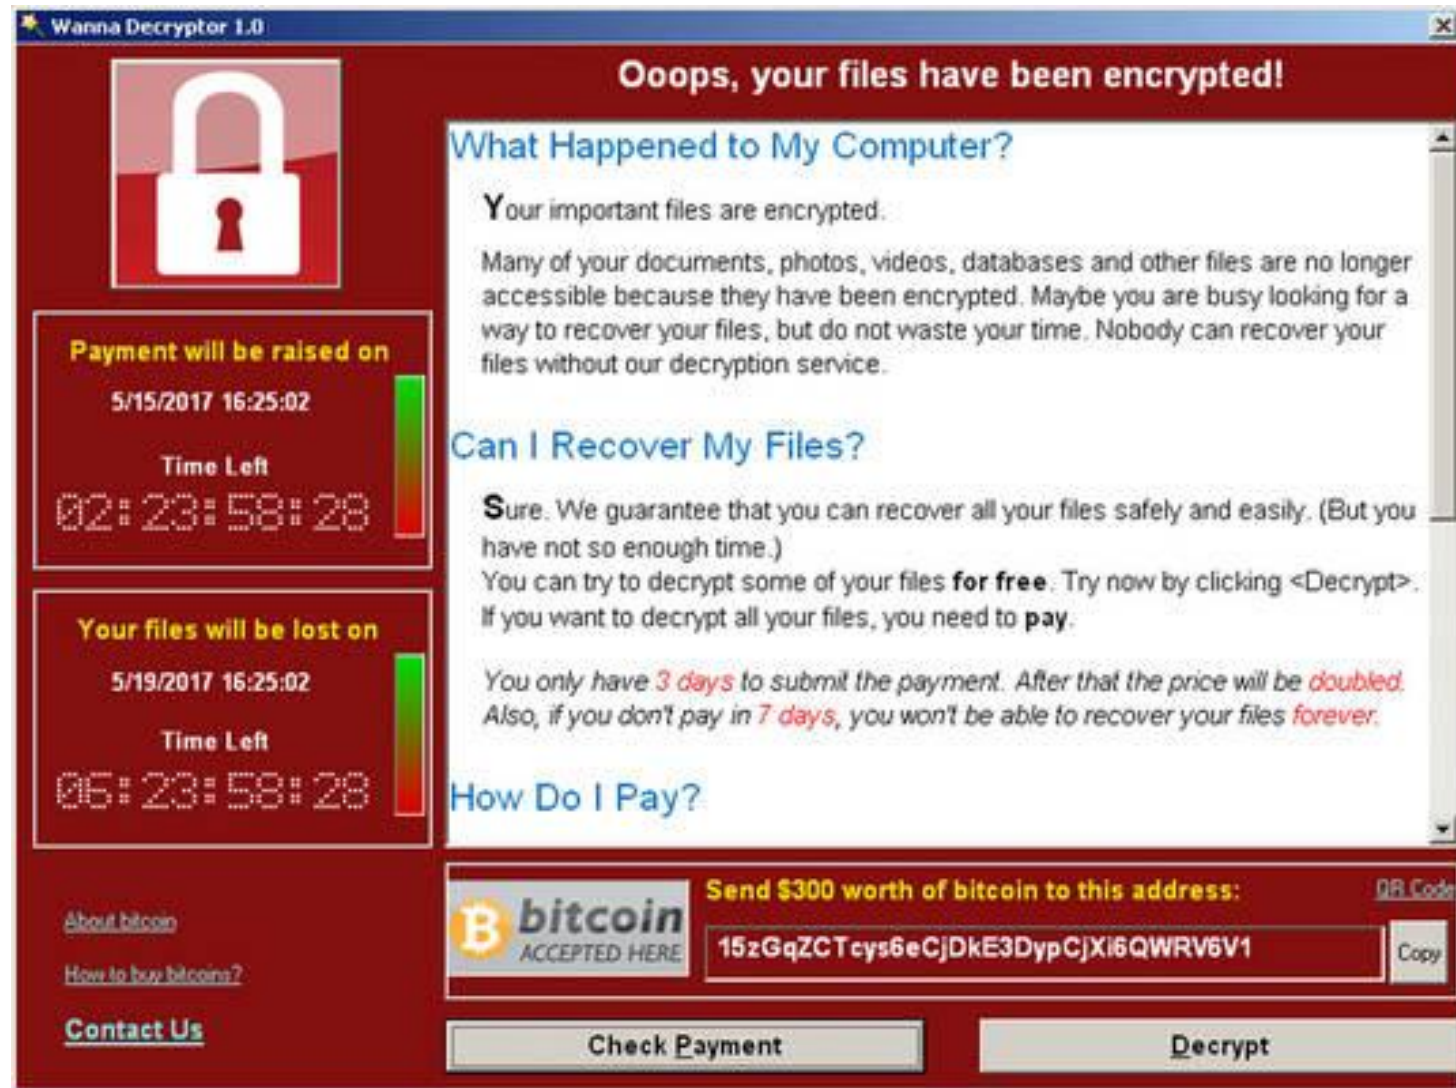 Wanna Decryptor 1.0
Ooops, your files have been encrypted!
Payment will be raised on
5/15/2017 16:25:02
Time Left
02:23:58:28
Your files will be lost on
5/19/2017 16:25:02
Time Left
06:23:58:28
About bitcoin
How to buy bitcoins?
Contact Us
What Happened to My Computer?
Your important files are encrypted.
Many of your documents, photos, videos, databases and other files are no longer
accessible because they have been encrypted. Maybe you are busy looking for a
way to recover your files, but do not waste your time. Nobody can recover your
files without our decryption service.
Can I Recover My Files?
Sure. We guarantee that you can recover all your files safely and easily. (But you
have not so enough time.)
You can try to decrypt some of your files for free. Try now by clicking <Decrypt>.
If you want to decrypt all your files, you need to pay.
You only have 3 days to submit the payment. After that the price will be doubled.
Also, if you don't pay in 7 days, you won't be able to recover your files forever.
How Do I Pay?
bitcoin
ACCEPTED HERE
Send $300 worth of bitcoin to this address:
QR Code
15zGqZCTcys6eCjDkE3DypCjXi6QWRV6V1
Copy
Check Payment
Decrypt